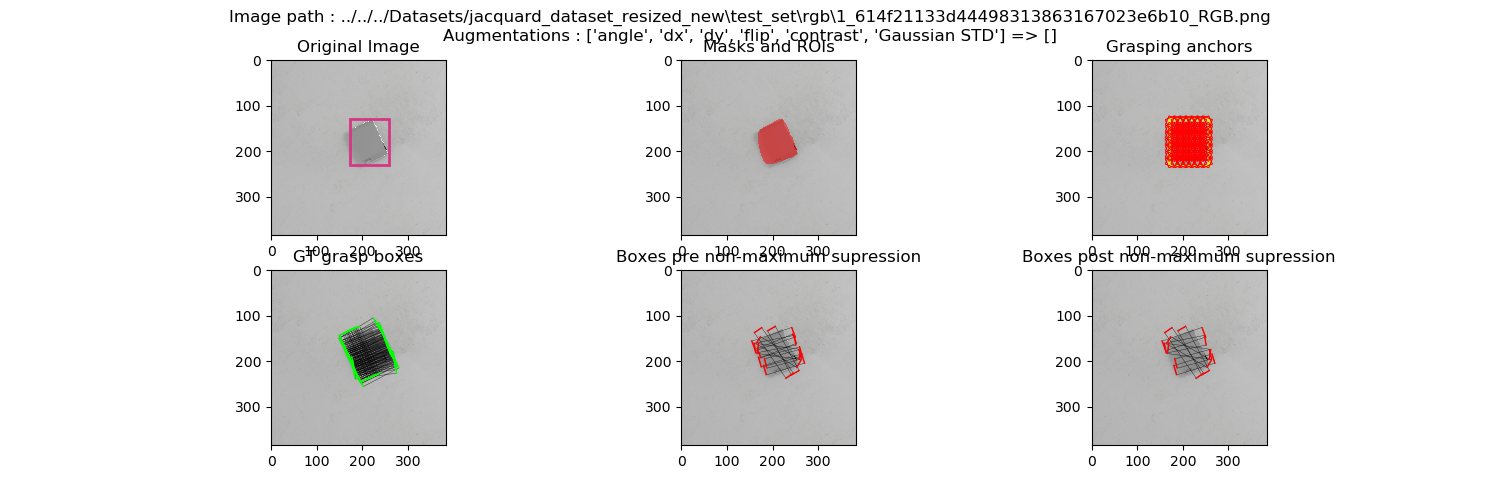 Image path : ../../../Datasets/jacquard_dataset_resized_new\test_set\rgb\1_614f21133d44498313863167023e6b10_RGB.png
Augmentations : ['angle', 'dx', 'dy', 'flip', 'contrast', 'Gaussian STD'] => []
Original Image
Masks and ROIs
Grasping anchors
0
100
200
300
0 100 200 300
0
100
200
300
0 100 200 300
0
100
200
300
0 100 200 300
GT grasp boxes
Boxes pre non-maximum supression
Boxes post non-maximum supression
0
100
200
300
0 100 200 300
0
100
200
300
0 100 200 300
0
100
200
300
0 100 200 300